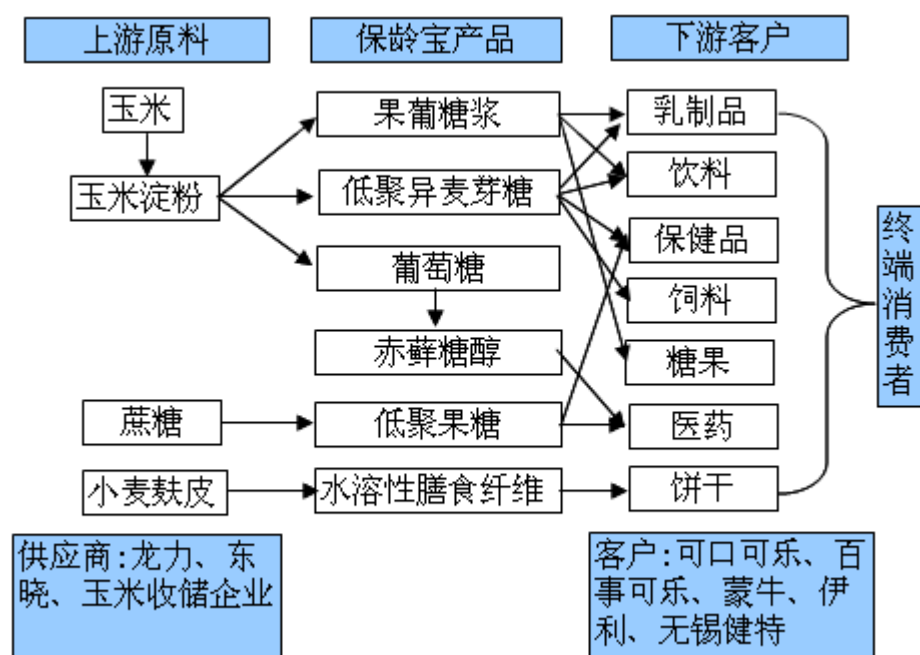 上游原料
保龄宝产品
下游客户
玉米
玉米淀粉
蔗糖
小麦麸皮
果葡糖浆
低聚异麦芽糖
葡萄糖
赤藓糖醇
低聚果糖
水溶性膳食纤维
乳制品
饮料
保健品
饲料
糖果
医药
饼干
终
端
消
费
者
供应商:龙力、东
晓、玉米收储企业
客户:可口可乐、百
事可乐、蒙牛、伊
利、无锡健特